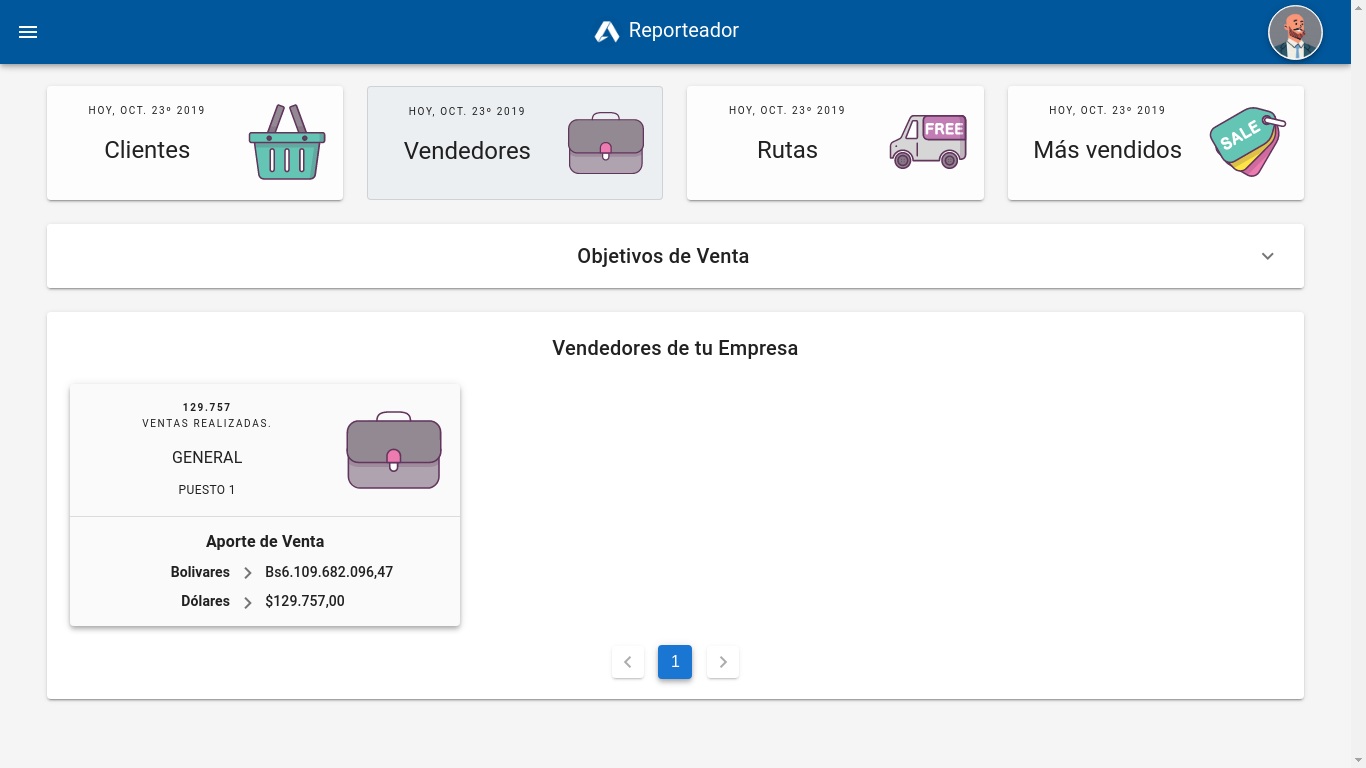 Reporteador
HOY, OCT. 23º 2019
Clientes
HOY, OCT. 23º 2019
Vendedores
HOY, OCT. 23º 2019
Rutas
FREE
HOY, OCT. 23º 2019
Más vendidos
SALE
Objetivos de Venta
Vendedores de tu Empresa
129.757
VENTAS REALIZADAS.
GENERAL
PUESTO 1
Aporte de Venta
Bolivares Bs6.109.682.096,47
Dólares $129.757,00
1